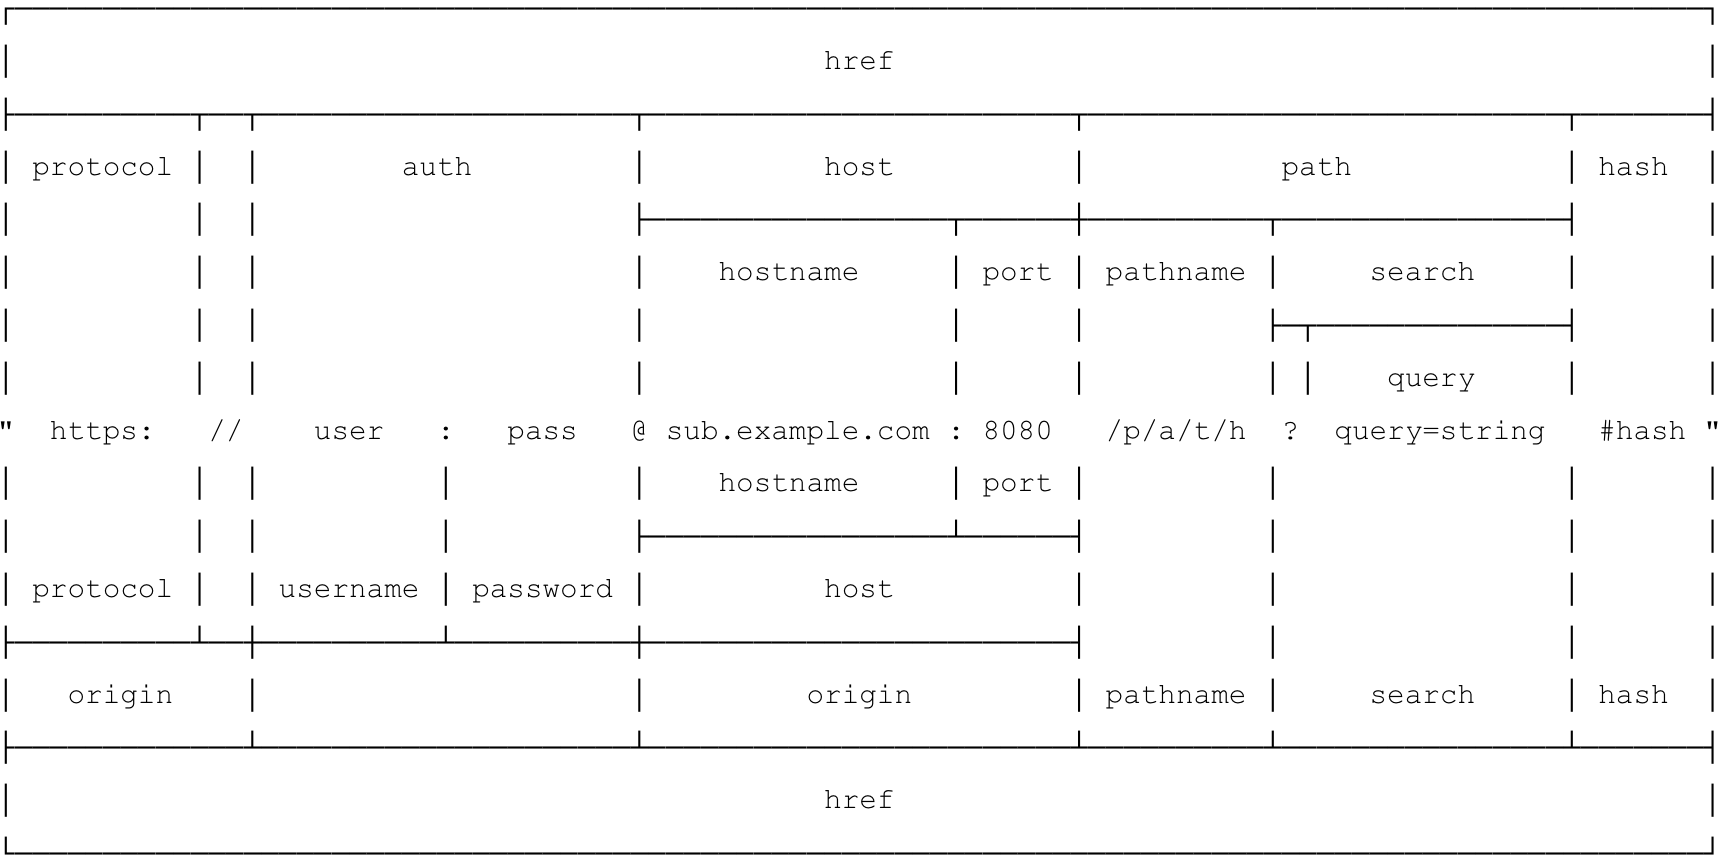 href
protocol auth host path hash
hostname port pathname search
query
" https: // user : pass @ sub.example.com : 8080 /p/a/t/h ? query=string #hash "
hostname port
protocol username password host
origin origin pathname search hash
href